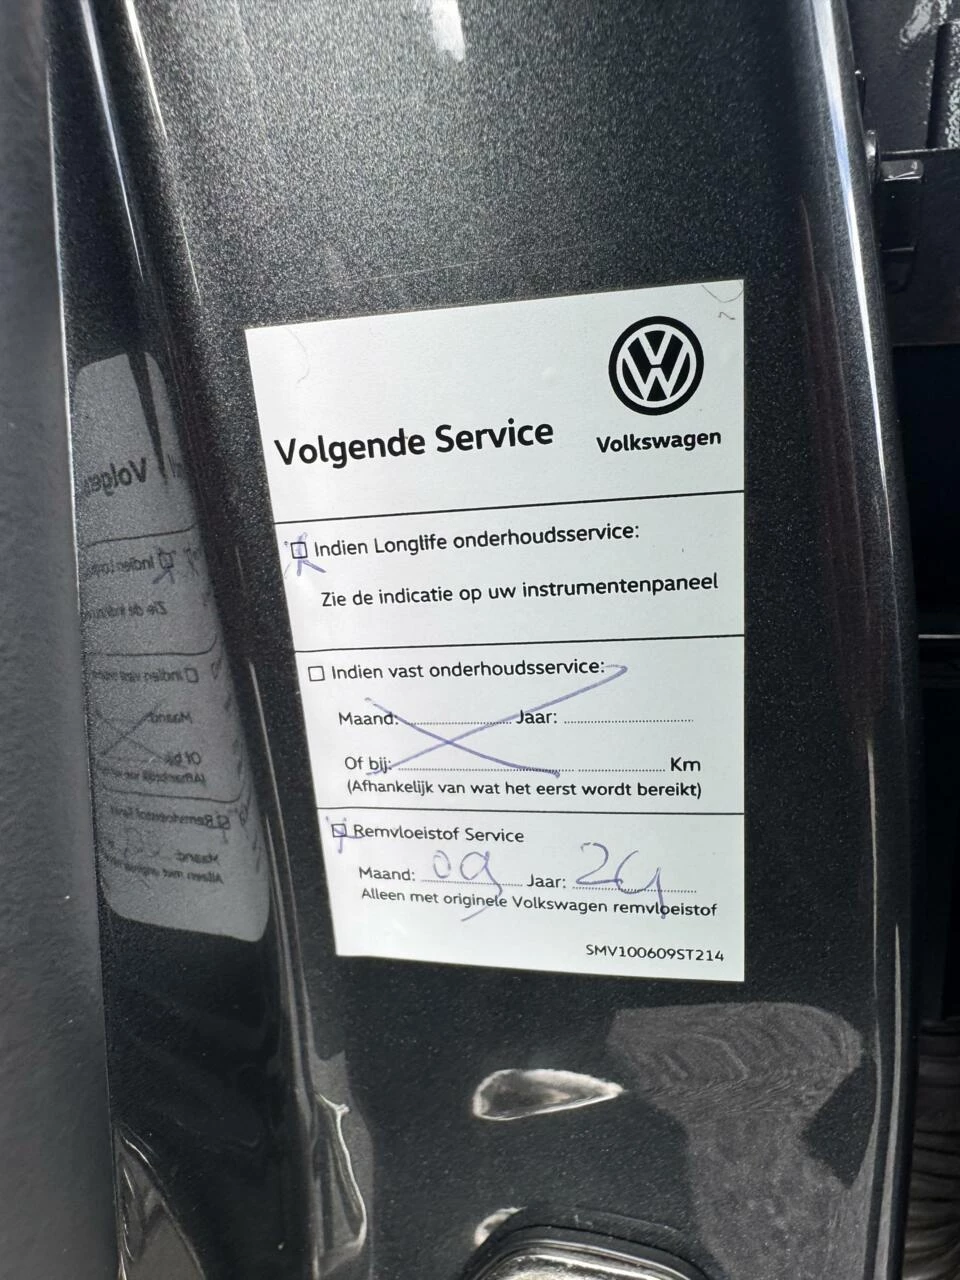 Volgende Service
Volkswagen
Indien Longlife onderhoudsservice:
Zie de indicatie op uw instrumentenpaneel
Indien vast onderhoudsservice:
Maand: Jaar:
Of bij: Km
(Afhankelijk van wat het eerst wordt bereikt)
Remvloeistof Service
Maand: 09 Jaar:
Alleen met originele Volkswagen remvloeistof
SMV100609ST214